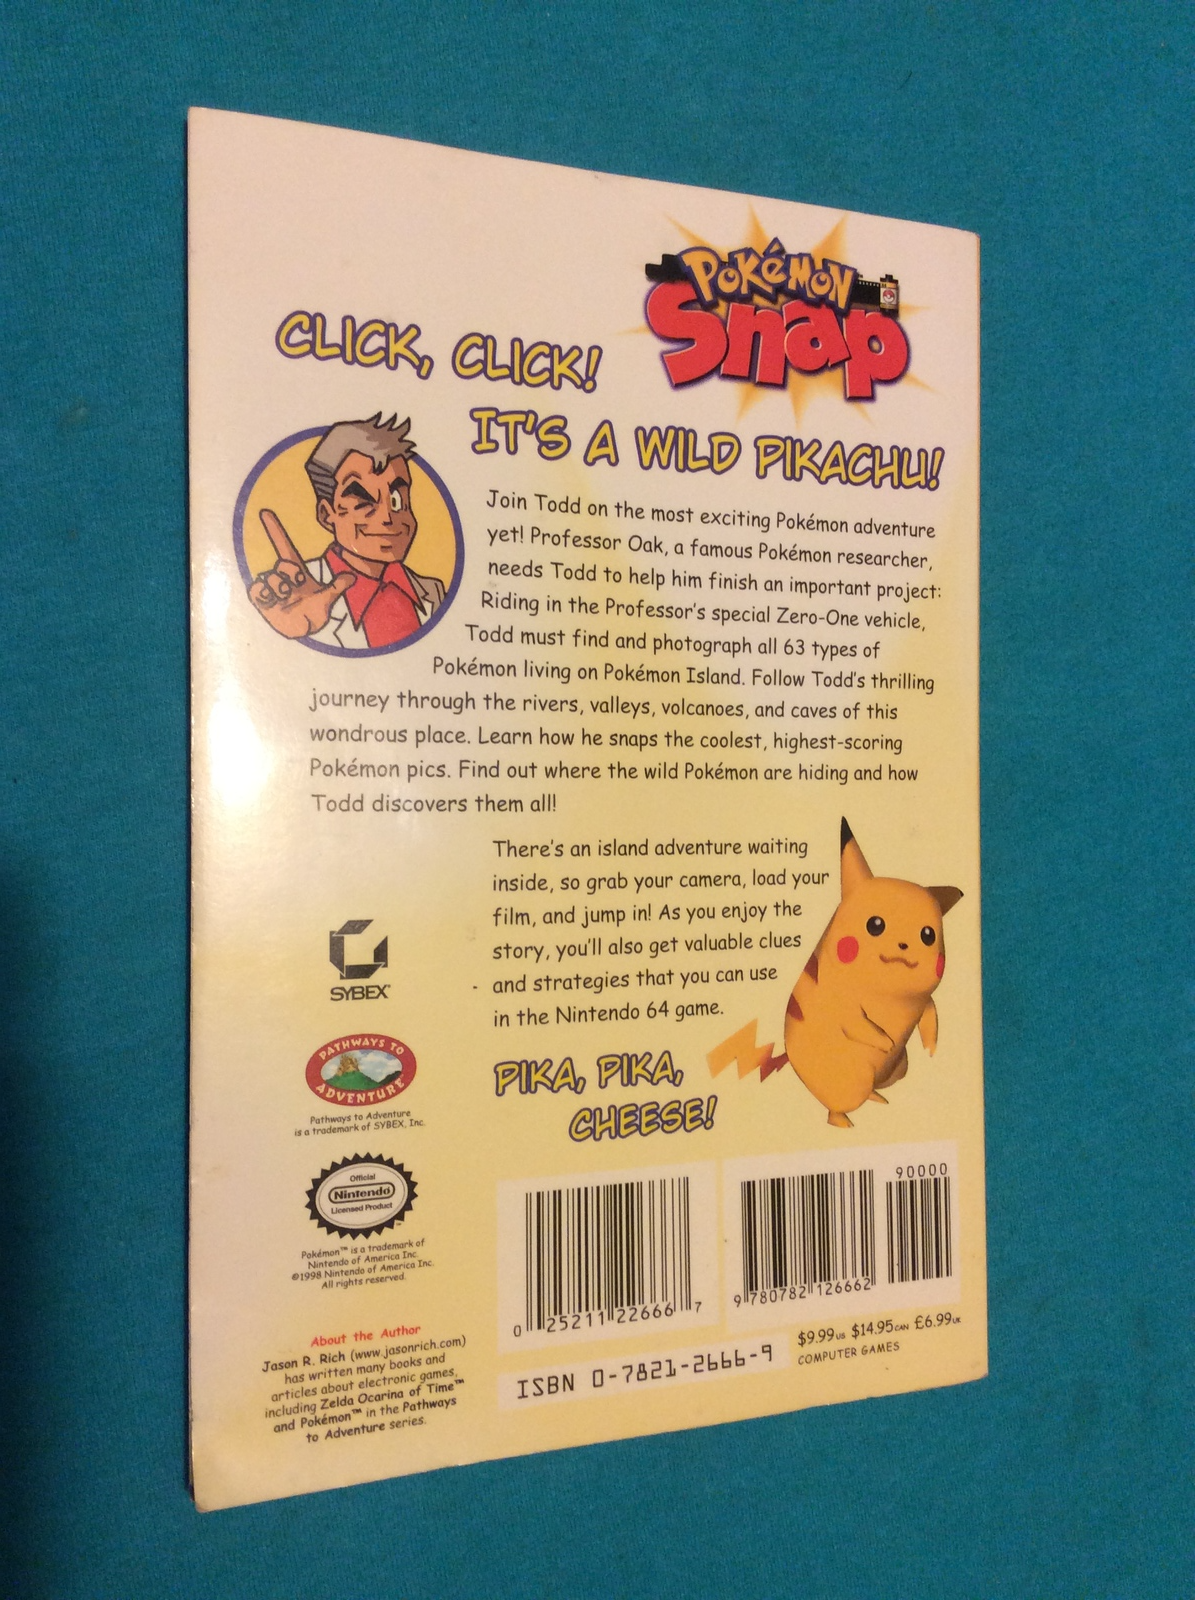 POKéMON
Snap
CLICK, CLICK!
IT'S A WILD PIKACHU!
Join Todd on the most exciting Pokémon adventure
yet! Professor Oak, a famous Pokémon researcher,
needs Todd to help him finish an important project:
Riding in the Professor's special Zero-One vehicle,
Todd must find and photograph all 63 types of
Pokémon living on Pokémon Island. Follow Todd's thrilling
journey through the rivers, valleys, volcanoes, and caves of this
wondrous place. Learn how he snaps the coolest, highest-scoring
Pokémon pics. Find out where the wild Pokémon are hiding and how
Todd discovers them all!
There's an island adventure waiting
inside, so grab your camera, load your
film, and jump in! As you enjoy the
story, you'll also get valuable clues
and strategies that you can use
in the Nintendo 64 game.
PIKA, PIKA,
CHEESE!
SYBEX®
PATHWAYS TO
ADVENTURE™
Pathways to Adventure
is a trademark of SYBEX, Inc.
Official
Nintendo®
Licensed Product
™
Pokémon™ is a trademark of
Nintendo of America Inc.
©1998 Nintendo of America Inc.
All rights reserved.
About the Author
Jason R. Rich (www.jasonrich.com)
has written many books and
articles about electronic games,
including Zelda Ocarina of Time™
and Pokémon™ in the Pathways
to Adventure series.
0 25211 22666 7
9 780782 126662
90000
ISBN 0-7821-2666-9
$9.99US $14.95CAN £6.99UK
COMPUTER GAMES